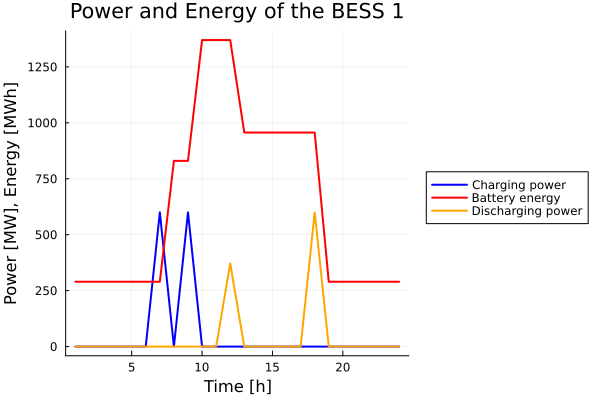 Power and Energy of the BESS 1
Power [MW], Energy [MWh]
1250
1000
750
500
250
0
5
10
15
20
Time [h]
Charging power
Battery energy
Discharging power